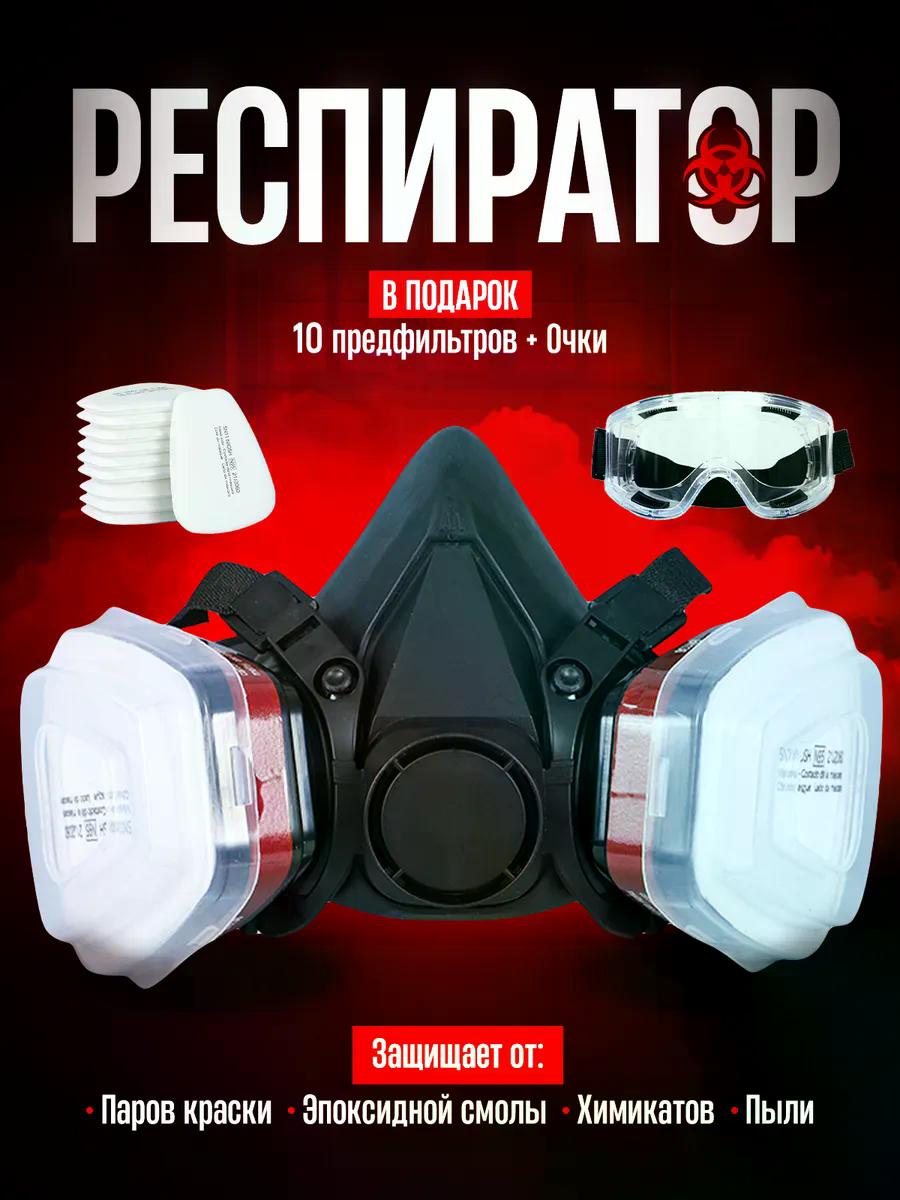 РЕСПИРАТОР
В ПОДАРОК
10 предфильтров + Очки
Защищает от:
• Паров краски • Эпоксидной смолы • Химикатов • Пыли